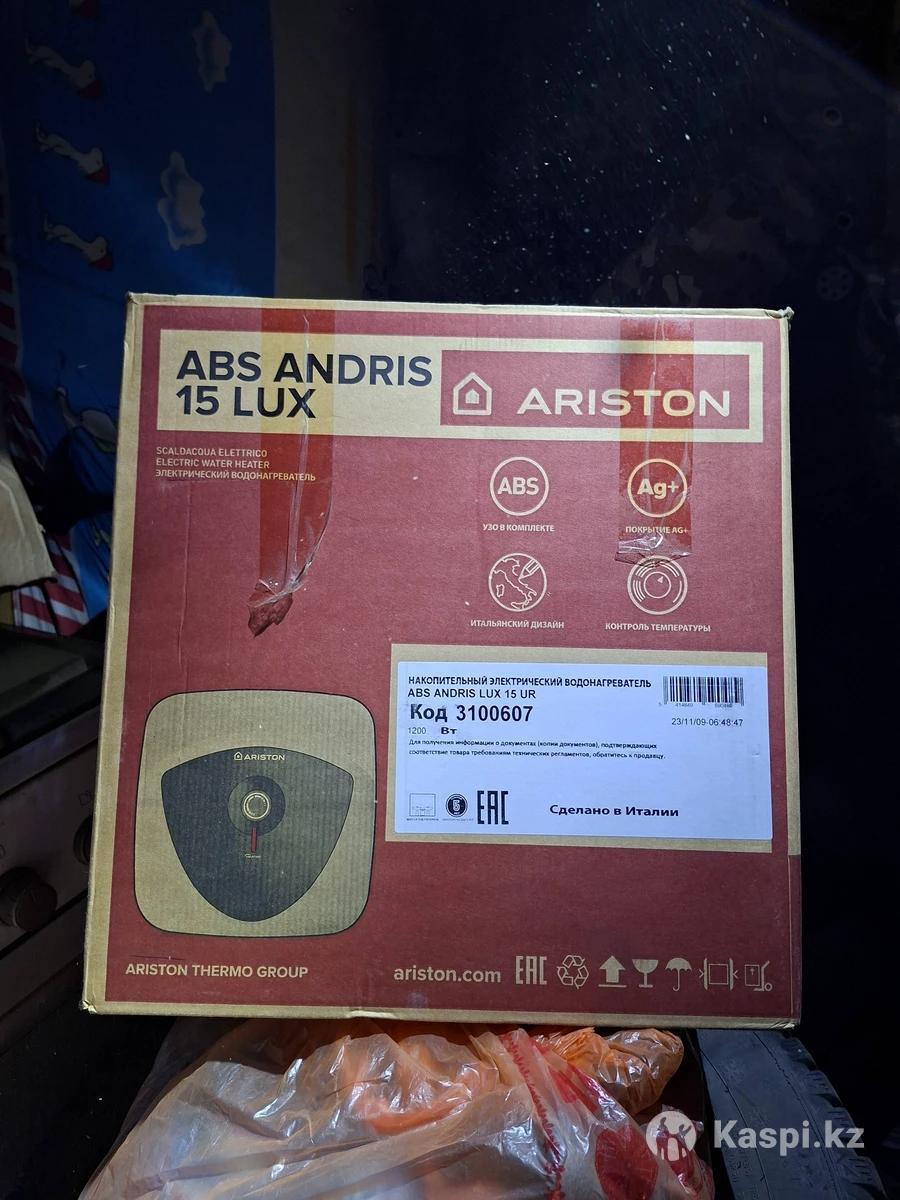 ABS ANDRIS
15 LUX
ARISTON
SCALDACQUA ELETTRICO
ELECTRIC WATER HEATER
ЭЛЕКТРИЧЕСКИЙ ВОДОНАГРЕВАТЕЛЬ
ABS
Ag+
УЗО В КОМПЛЕКТЕ
ПОКРЫТИЕ AG+
ИТАЛЬЯНСКИЙ ДИЗАЙН
КОНТРОЛЬ ТЕМПЕРАТУРЫ
НАКОПИТЕЛЬНЫЙ ЭЛЕКТРИЧЕСКИЙ ВОДОНАГРЕВАТЕЛЬ
ABS ANDRIS LUX 15 UR
Код 3100607
23/11/09-06:48:47
1200 Вт
Для получения информации о документах (копии документов), подтверждающих
соответствие товара требованиям технических регламентов, обратитесь к продавцу.
EAC
Сделано в Италии
ARISTON
ARISTON THERMO GROUP
ariston.com
EAC
Kaspi.kz